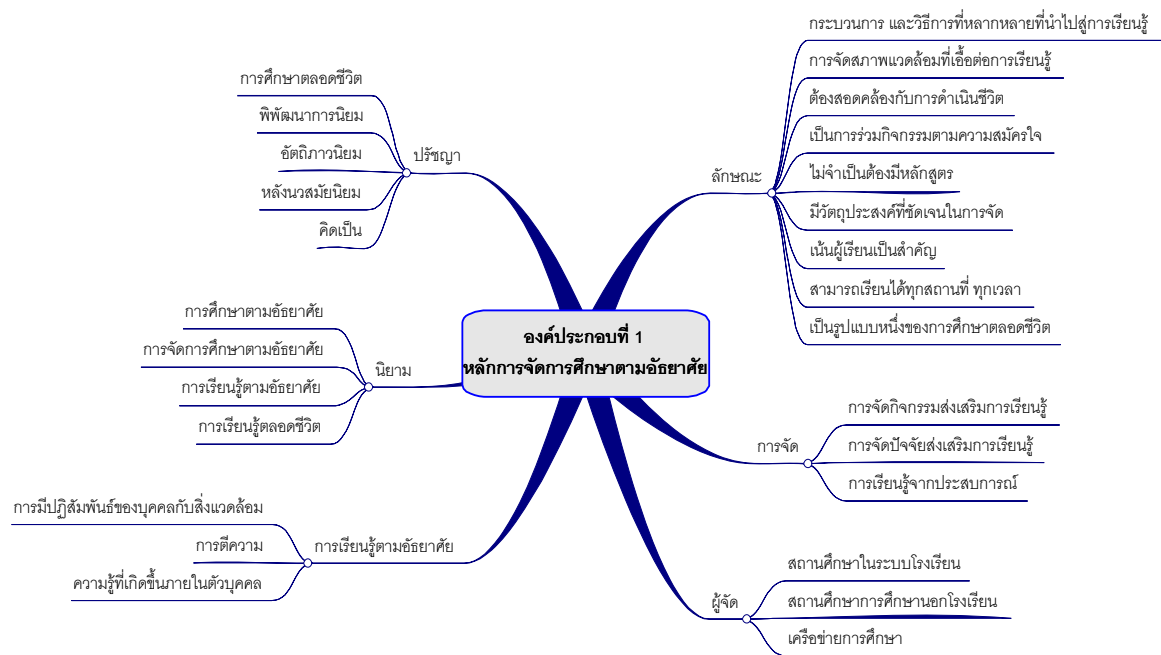 องค์ประกอบที่ 1
หลักการจัดการศึกษาตามอัธยาศัย
ปรัชญา
การศึกษาตลอดชีวิต
พิพัฒนาการนิยม
อัตถิภาวนิยม
หลังนวสมัยนิยม
คิดเป็น
นิยาม
การศึกษาตามอัธยาศัย
การจัดการศึกษาตามอัธยาศัย
การเรียนรู้ตามอัธยาศัย
การเรียนรู้ตลอดชีวิต
การเรียนรู้ตามอัธยาศัย
การมีปฏิสัมพันธ์ของบุคคลกับสิ่งแวดล้อม
การตีความ
ความรู้ที่เกิดขึ้นภายในตัวบุคคล
ลักษณะ
กระบวนการ และวิธีการที่หลากหลายที่นำไปสู่การเรียนรู้
การจัดสภาพแวดล้อมที่เอื้อต่อการเรียนรู้
ต้องสอดคล้องกับการดำเนินชีวิต
เป็นการร่วมกิจกรรมตามความสมัครใจ
ไม่จำเป็นต้องมีหลักสูตร
มีวัตถุประสงค์ที่ชัดเจนในการจัด
เน้นผู้เรียนเป็นสำคัญ
สามารถเรียนได้ทุกสถานที่ ทุกเวลา
เป็นรูปแบบหนึ่งของการศึกษาตลอดชีวิต
การจัด
การจัดกิจกรรมส่งเสริมการเรียนรู้
การจัดปัจจัยส่งเสริมการเรียนรู้
การเรียนรู้จากประสบการณ์
ผู้จัด
สถานศึกษาในระบบโรงเรียน
สถานศึกษาการศึกษานอกโรงเรียน
เครือข่ายการศึกษา